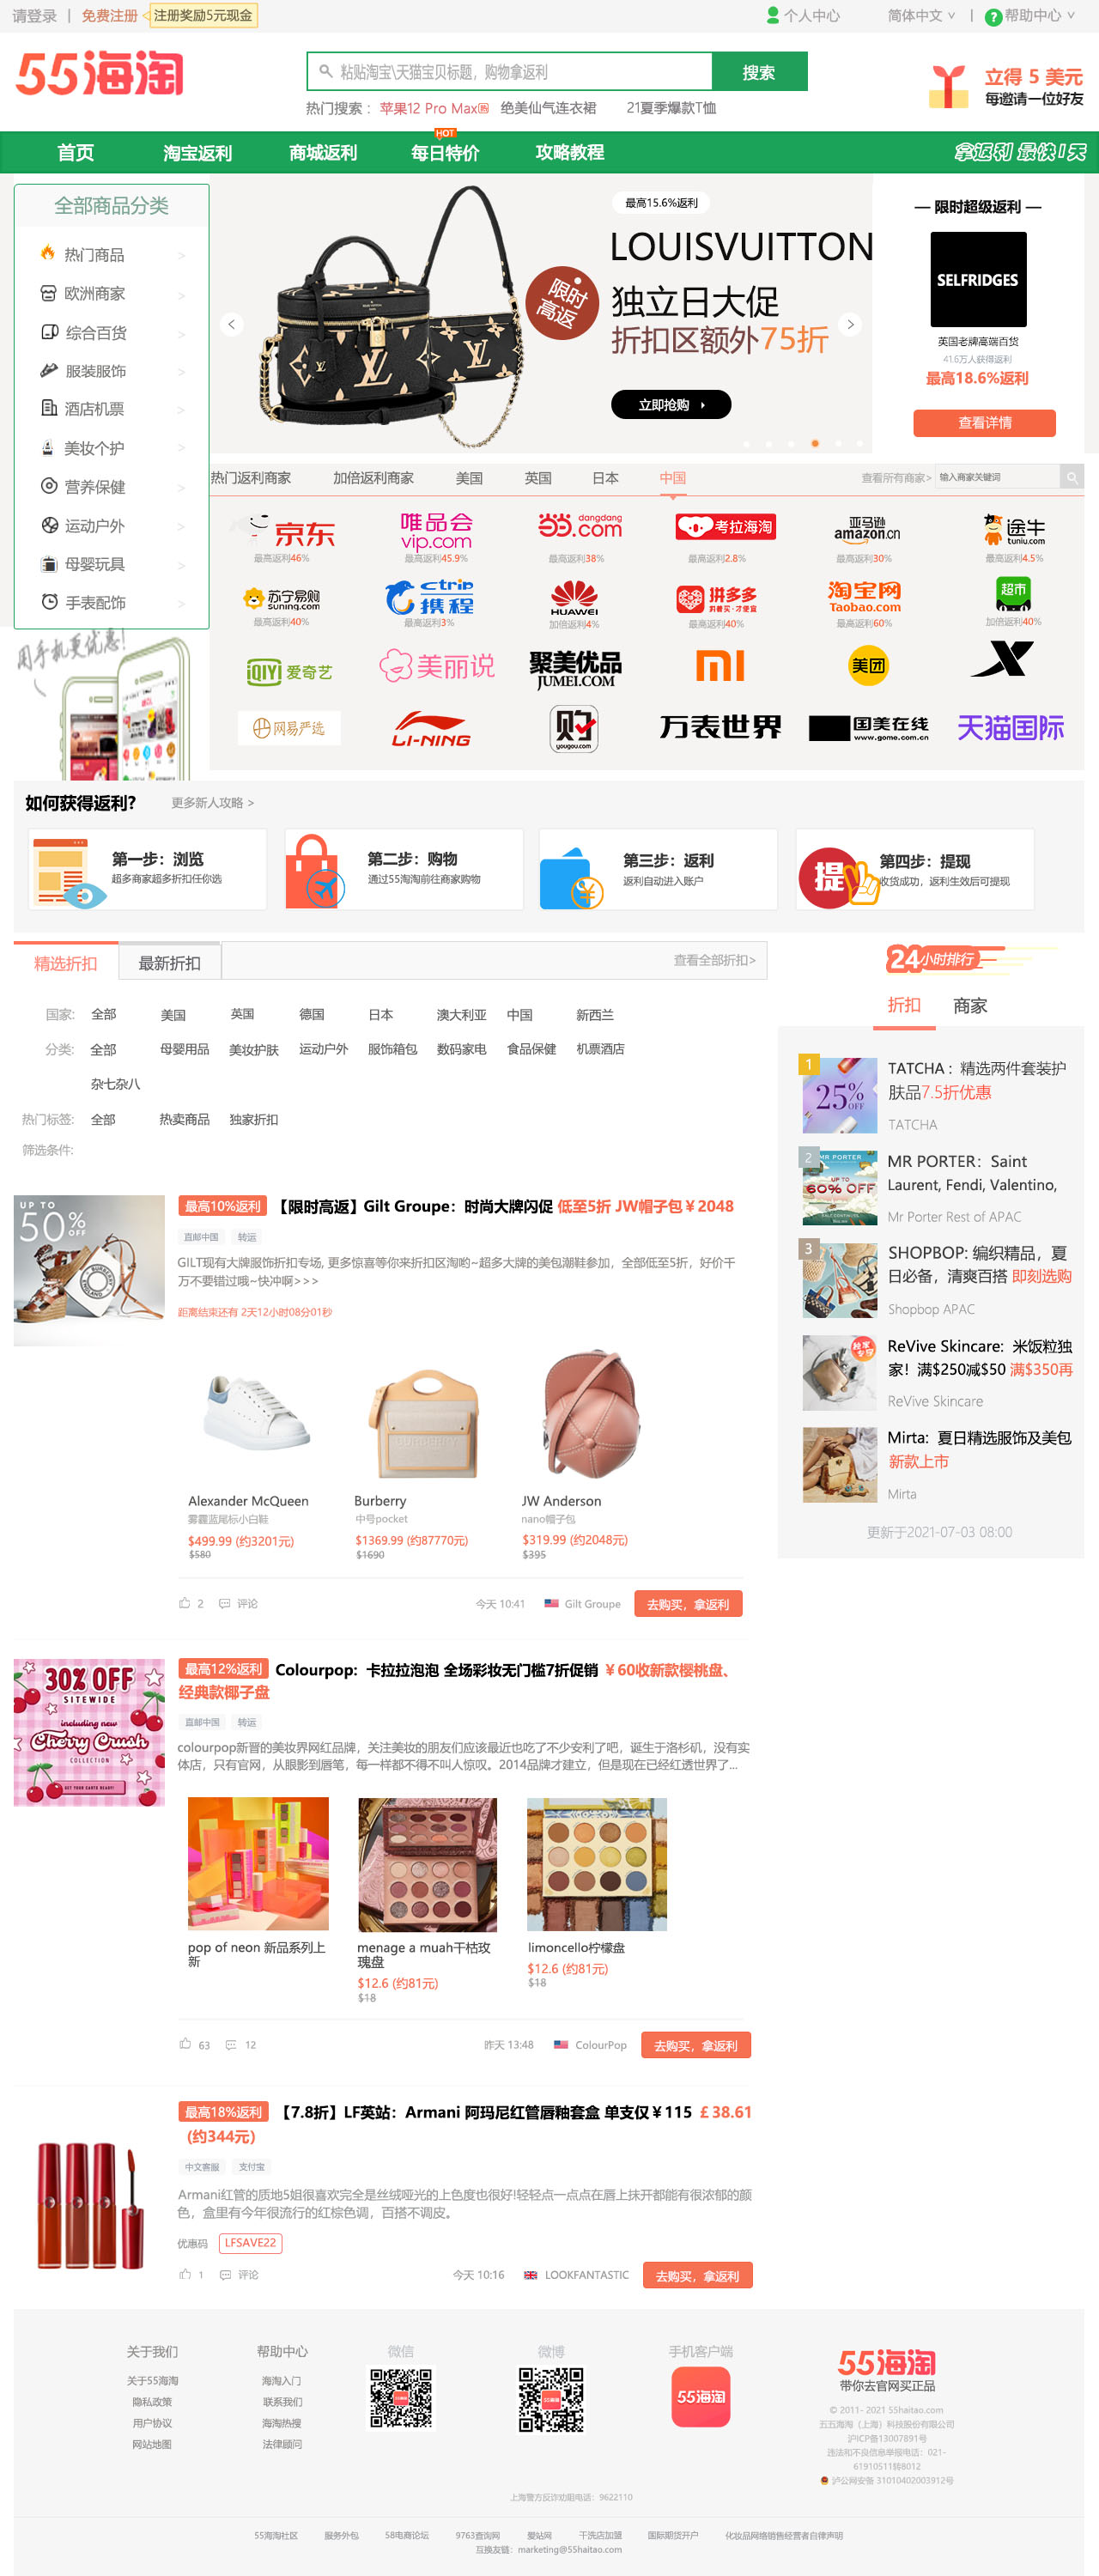 请登录 | 免费注册 注册奖励5元现金 个人中心 简体中文 ∨ | ? 帮助中心 ∨
55海淘
粘贴淘宝\天猫宝贝标题，购物拿返利 搜索
热门搜索： 苹果12 Pro Max 绝美仙气连衣裙 21夏季爆款T恤
立得 5 美元
每邀请一位好友
HOT
首页 淘宝返利 商城返利 每日特价 攻略教程 拿返利 最快1天
全部商品分类
热门商品 >
欧洲商家 >
综合百货 >
服装服饰 >
酒店机票 >
美妆个护 >
营养保健 >
运动户外 >
母婴玩具 >
手表配饰 >
用手机更优惠!
最高15.6%返利
LOUISVUITTON
限时高返
独立日大促
折扣区额外75折
立即抢购
— 限时超级返利 —
SELFRIDGES
英国老牌高端百货
416万人获得返利
最高18.6%返利
查看详情
热门返利商家 加倍返利商家 美国 英国 日本 中国 查看所有商家> 输入商家关键词
京东 唯品会 vip.com dangdang .com 考拉海淘 亚马逊 amazon.cn 途牛 tuniu.com
最高返利46% 最高返利45.9% 最高返利38% 最高返利2.8% 最高返利30% 最高返利4.5%
苏宁易购 suning.com ctrip 携程 HUAWEI 拼多多 拼着买·才便宜 淘宝网 Taobao.com 超市
最高返利40% 最高返利3% 加倍返利4% 最高返利40% 最高返利60% 加倍返利40%
iQIYI 爱奇艺 美丽说 聚美优品 JUMEI.COM mi 美团
网易严选 LI-NING 购 yougou.com 万表世界 国美在线 www.gome.com.cn 天猫国际
如何获得返利? 更多新人攻略 >
第一步：浏览
超多商家超多折扣任你选
第二步：购物
通过55淘淘前往商家购物
第三步：返利
返利自动进入账户
提
第四步：提现
收货成功，返利生效后可提现
精选折扣 最新折扣 查看全部折扣>
国家: 全部 美国 英国 德国 日本 澳大利亚 中国 新西兰
分类: 全部 母婴用品 美妆护肤 运动户外 服饰箱包 数码家电 食品保健 机票酒店
杂七杂八
热门标签: 全部 热卖商品 独家折扣
筛选条件:
24小时排行
折扣 商家
1
25% OFF
TATCHA：精选两件套装护
肤品7.5折优惠
TATCHA
2
MR PORTER
UP TO
60% OFF
MR PORTER：Saint
Laurent, Fendi, Valentino,
Mr Porter Rest of APAC
3
SHOPBOP: 编织精品，夏
日必备，清爽百搭 即刻选购
Shopbop APAC
ReVive Skincare: 米饭粒独
家！满$250减$50 满$350再
ReVive Skincare
Mirta: 夏日精选服饰及美包
新款上市
Mirta
更新于2021-07-03 08:00
UP TO
50% OFF
BURBERRY
最高10%返利 【限时高返】Gilt Groupe：时尚大牌闪促 低至5折 JW帽子包￥2048
直邮中国 转运
GILT现有大牌服饰折扣专场, 更多惊喜等你来折扣区淘哟~超多大牌的美包潮鞋参加，全部低至5折，好价千
万不要错过哦~快冲啊>>>
距离结束还有 2天12小时08分01秒
Alexander McQueen Burberry JW Anderson
雾霾蓝尾标小白鞋 中号pocket nano帽子包
$499.99 (约3201元) $1369.99 (约87770元) $319.99 (约2048元)
$580 $1690 $395
2 评论 今天 10:41 Gilt Groupe 去购买，拿返利
30% OFF
SITEWIDE
including new
Cherry Crush
COLLECTION
GET YOUR CARTS READY!
最高12%返利 Colourpop：卡拉拉泡泡 全场彩妆无门槛7折促销 ￥60收新款樱桃盘、
经典款椰子盘
直邮中国 转运
colourpop新晋的美妆界网红品牌，关注美妆的朋友们应该最近也吃了不少安利了吧，诞生于洛杉矶，没有实
体店，只有官网，从眼影到唇笔，每一样都不得不叫人惊叹。2014品牌才建立，但是现在已经红透世界了...
pop of neon 新品系列上
新
menage a muah干枯玫
瑰盘
$12.6 (约81元)
$18
limoncello柠檬盘
$12.6 (约81元)
$18
63 12 昨天 13:48 ColourPop 去购买，拿返利
最高18%返利 【7.8折】LF英站：Armani 阿玛尼红管唇釉套盒 单支仅￥115 ￡38.61
(约344元)
中文客服 支付宝
Armani红管的质地5姐很喜欢完全是丝绒哑光的上色度也很好!轻轻点一点点在唇上抹开都能有很浓郁的颜
色，盒里有今年很流行的红棕色调，百搭不调皮。
优惠码 LFSAVE22
1 评论 今天 10:16 LOOKFANTASTIC 去购买，拿返利
关于我们 帮助中心 微信 微博 手机客户端
关于55海淘 海淘入门
隐私政策 联系我们
用户协议 海淘热搜
网站地图 法律顾问
55海淘
55海淘
带你去官网买正品
© 2011- 2021 55haitao.com
五五海淘（上海）科技股份有限公司
沪ICP备13007891号
违法和不良信息举报电话：021-
61910511转8012
沪公网安备 31010402003912号
上海警方反诈劝阻电话：9622110
55海淘社区 服务外包 58电商论坛 9763查询网 爱站网 干洗店加盟 国际期货开户 化妆品网络销售经营者自律声明
互换友链：marketing@55haitao.com